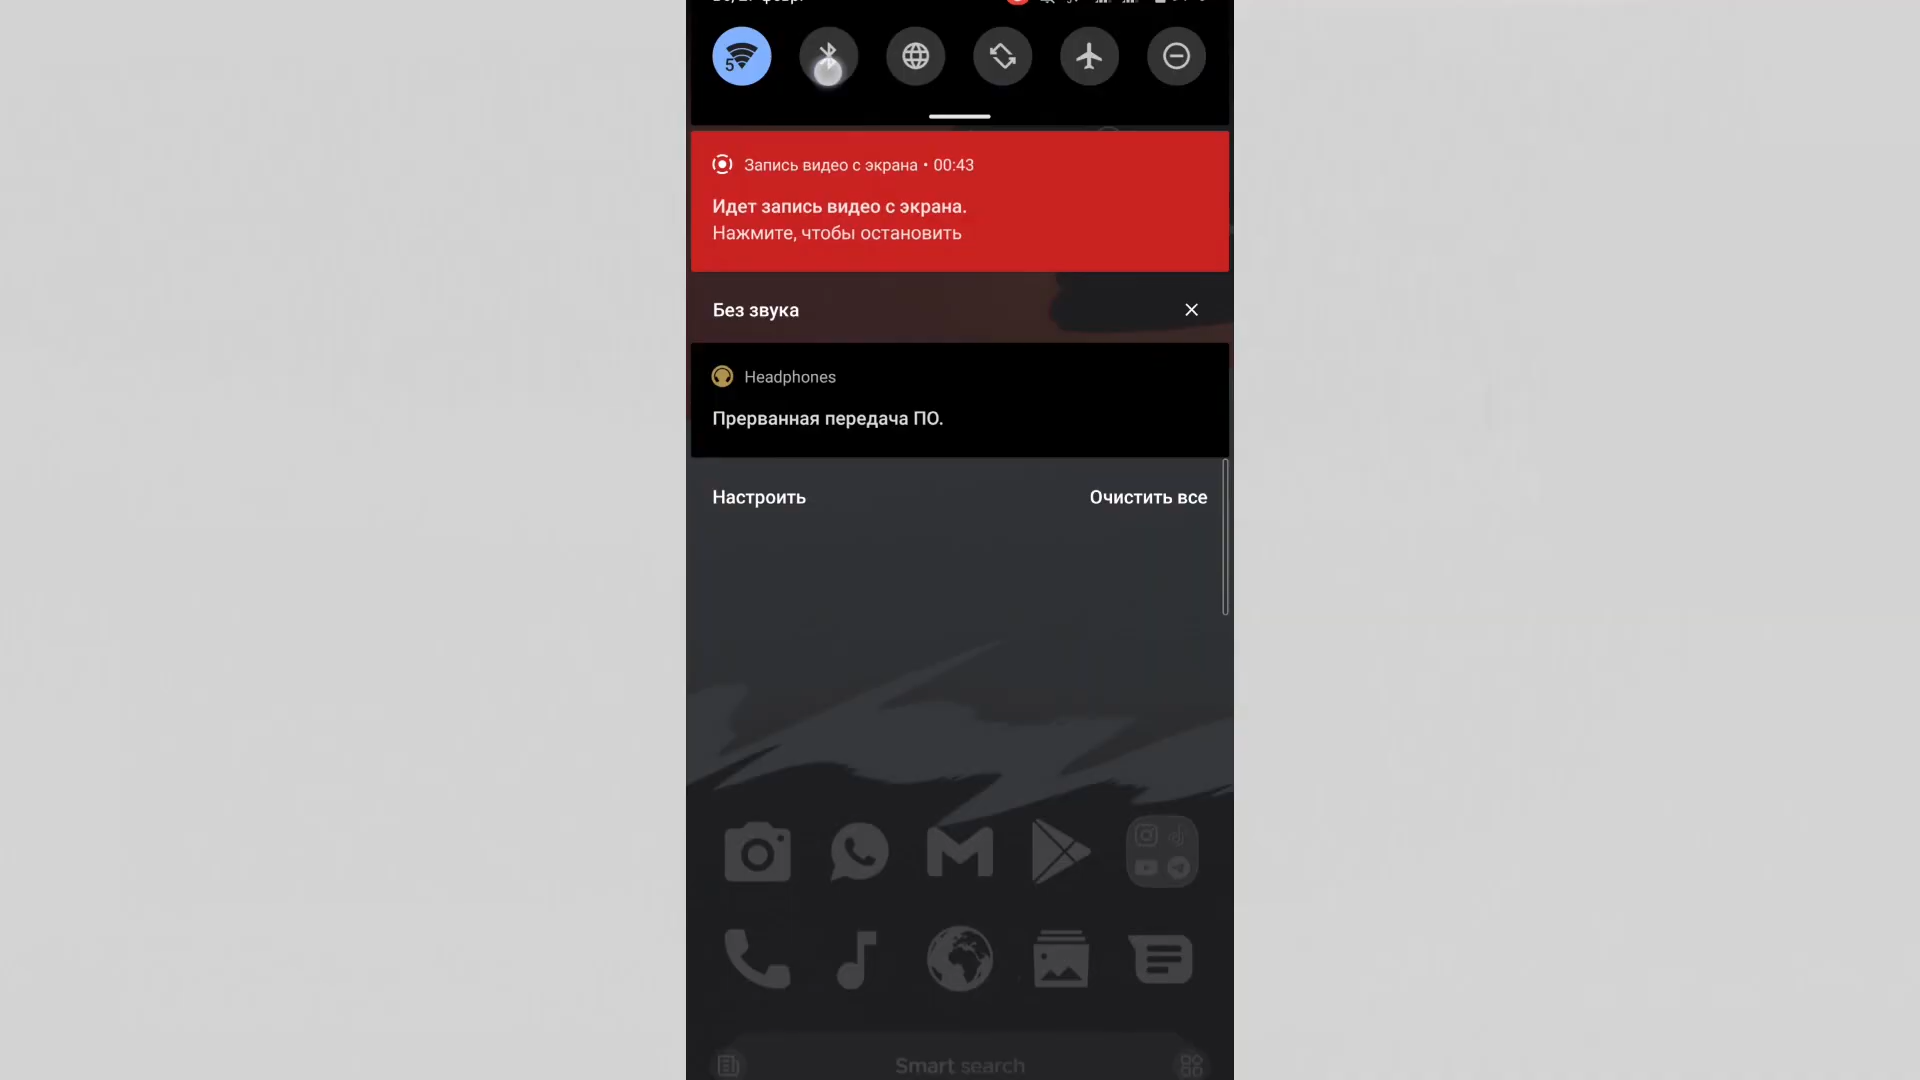 5
Запись видео с экрана • 00:43
Идет запись видео с экрана.
Нажмите, чтобы остановить
Без звука
Headphones
Прерванная передача ПО.
Настроить
Очистить все
Smart search